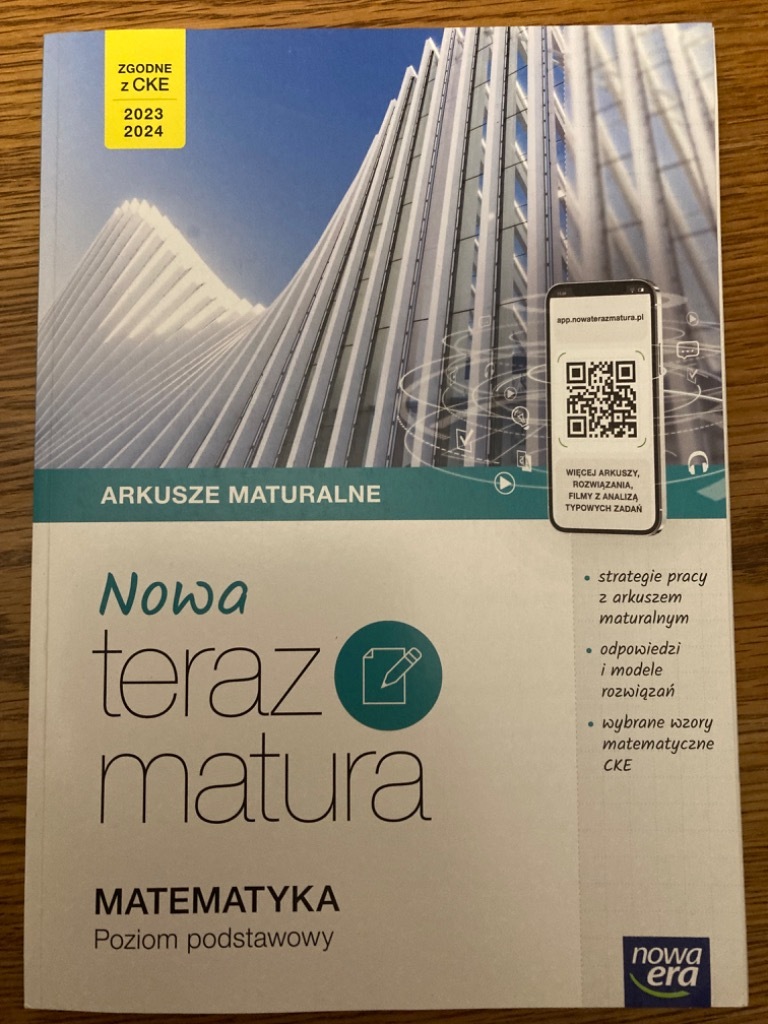 ZGODNE
z CKE
2023
2024
app.nowaterazmatura.pl
WIĘCEJ ARKUSZY,
ROZWIĄZANIA,
FILMY Z ANALIZĄ
TYPOWYCH ZADAŃ
ARKUSZE MATURALNE
Nowa
teraz
matura
• strategie pracy
z arkuszem
maturalnym
• odpowiedzi
i modele
rozwiązań
• wybrane wzory
matematyczne
CKE
MATEMATYKA
Poziom podstawowy
nowa
era